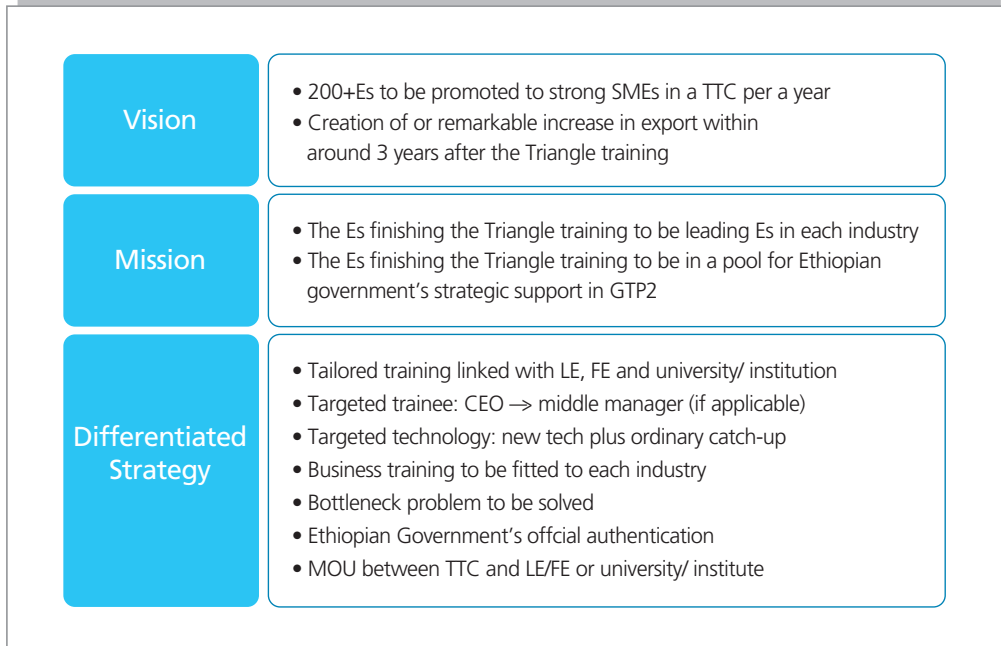 Vision
• 200+Es to be promoted to strong SMEs in a TTC per a year
• Creation of or remarkable increase in export within
around 3 years after the Triangle training
Mission
• The Es finishing the Triangle training to be leading Es in each industry
• The Es finishing the Triangle training to be in a pool for Ethiopian
government's strategic support in GTP2
Differentiated
Strategy
• Tailored training linked with LE, FE and university/ institution
• Targeted trainee: CEO → middle manager (if applicable)
• Targeted technology: new tech plus ordinary catch-up
• Business training to be fitted to each industry
• Bottleneck problem to be solved
• Ethiopian Government's offcial authentication
• MOU between TTC and LE/FE or university/ institute